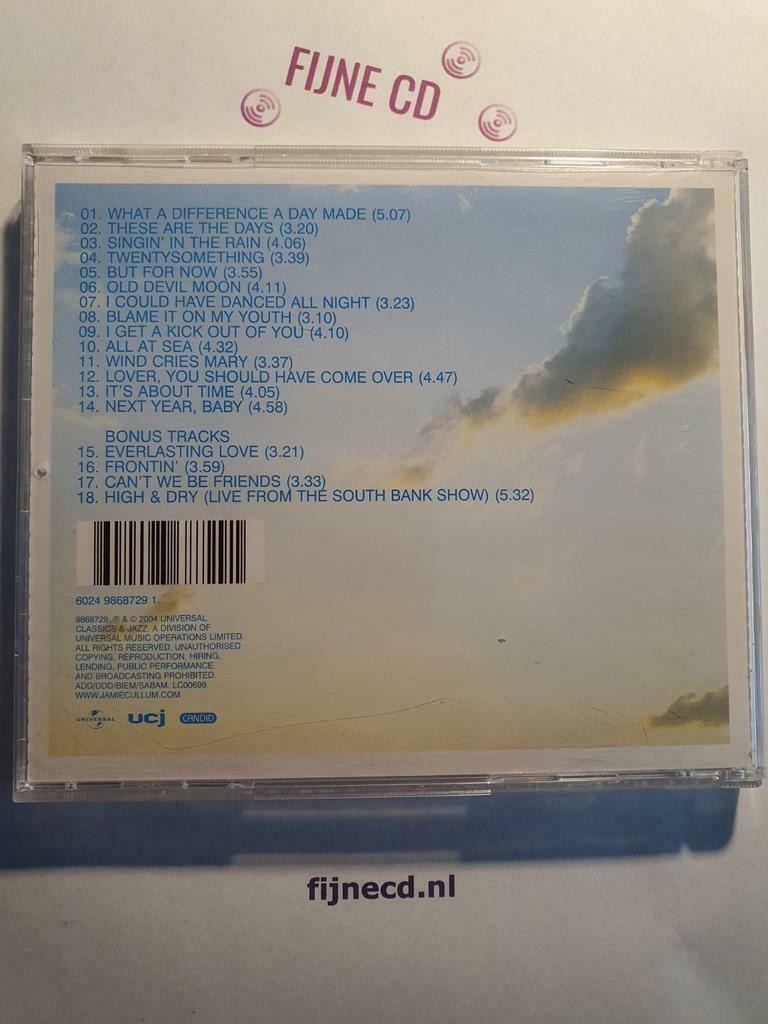 FIJNE CD
01. WHAT A DIFFERENCE A DAY MADE (5.07)
02. THESE ARE THE DAYS (3.20)
03. SINGIN' IN THE RAIN (4.06)
04. TWENTYSOMETHING (3.39)
05. BUT FOR NOW (3.55)
06. OLD DEVIL MOON (4.11)
07. I COULD HAVE DANCED ALL NIGHT (3.23)
08. BLAME IT ON MY YOUTH (3.10)
09. I GET A KICK OUT OF YOU (4.10)
10. ALL AT SEA (4.32)
11. WIND CRIES MARY (3.37)
12. LOVER, YOU SHOULD HAVE COME OVER (4.47)
13. IT'S ABOUT TIME (4.05)
14. NEXT YEAR, BABY (4.58)
BONUS TRACKS
15. EVERLASTING LOVE (3.21)
16. FRONTIN' (3.59)
17. CAN'T WE BE FRIENDS (3.33)
18. HIGH & DRY (LIVE FROM THE SOUTH BANK SHOW) (5.32)
6024 9868729 1
9868729. ℗ & © 2004 UNIVERSAL
CLASSICS & JAZZ, A DIVISION OF
UNIVERSAL MUSIC OPERATIONS LIMITED.
ALL RIGHTS RESERVED. UNAUTHORISED
COPYING, REPRODUCTION, HIRING,
LENDING, PUBLIC PERFORMANCE
AND BROADCASTING PROHIBITED.
ADD/DDD/BIEM/SABAM. LC00699.
WWW.JAMIECULLUM.COM
UNIVERSAL ucj CANDID
fijnecd.nl